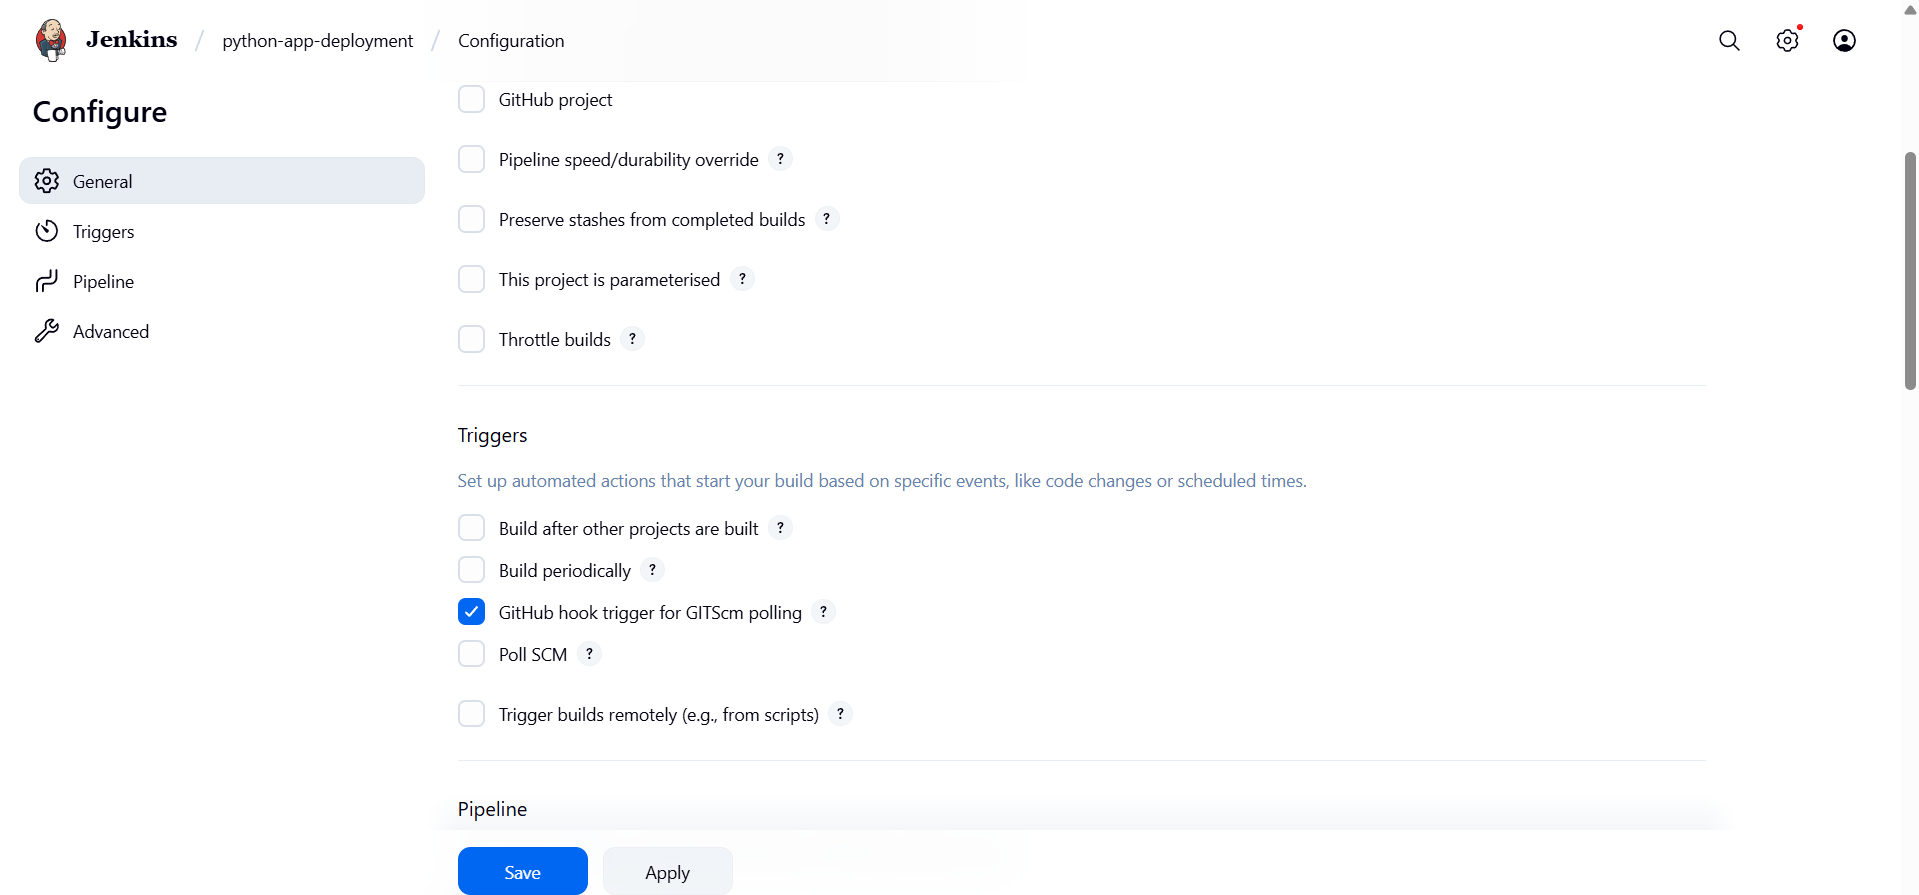 Jenkins / python-app-deployment / Configuration
Configure
General
Triggers
Pipeline
Advanced
GitHub project
Pipeline speed/durability override ?
Preserve stashes from completed builds ?
This project is parameterised ?
Throttle builds ?
Triggers
Set up automated actions that start your build based on specific events, like code changes or scheduled times.
Build after other projects are built ?
Build periodically ?
GitHub hook trigger for GITScm polling ?
Poll SCM ?
Trigger builds remotely (e.g., from scripts) ?
Pipeline
Save Apply